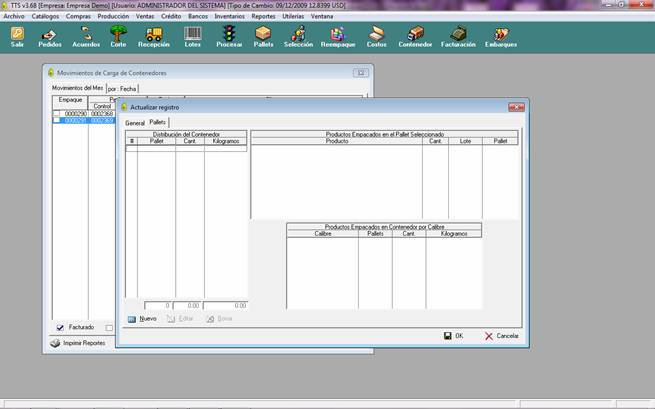 TTS v3.68 [Empresa: Empresa Demo] [Usuario: ADMINISTRADOR DEL SISTEMA] [Tipo de Cambio: 09/12/2009 12.8399 USD]
Archivo Catálogos Compras Producción Ventas Crédito Bancos Inventarios Reportes Utilerias Ventana
Salir Pedidos Acuerdos Corte Recepción Lotes Procesar Pallets Selección Reempaque Costos Contenedor Facturación Embarques
Movimientos de Carga de Contenedores
Movimientos del Mes por : Fecha
Empaque
Control
0000290 0002368
0000291 0002369
Actualizar registro
General Pallets
Distribución del Contenedor
# Pallet Cant. Kilogramos
Productos Empacados en el Pallet Seleccionado
Producto Cant. Lote Pallet
Productos Empacados en Contenedor por Calibre
Calibre Pallets Cant. Kilogramos
0 0.00 0.00
Nuevo Editar Borrar
Facturado
OK Cancelar
Imprimir Reportes